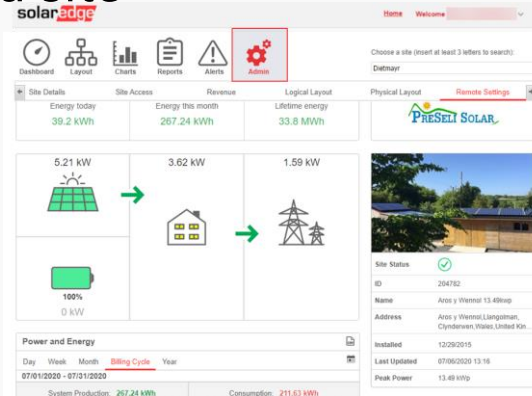 a site
solaredge
Home Welcome
Dashboard Layout Charts Reports Alerts Admin
Choose a site (insert at least 3 letters to search):
Dietmayr
Site Details Site Access Revenue Logical Layout Physical Layout Remote Settings
Energy today Energy this month Lifetime energy
39.2 kWh 267.24 kWh 33.8 MWh
PRESELI SOLAR
5.21 kW 3.62 kW 1.59 kW
100%
0 kW
Site Status
ID 204782
Name Aros y Wennol 13.49kwp
Address Aros y Wennol,Llangolman,
Clynderwen,Wales,United Kin...
Installed 12/29/2015
Last Updated 07/06/2020 13:16
Peak Power 13.49 kWp
Power and Energy
Day Week Month Billing Cycle Year
07/01/2020 - 07/31/2020
System Production: 267.24 kWh Consumption: 211.63 kWh